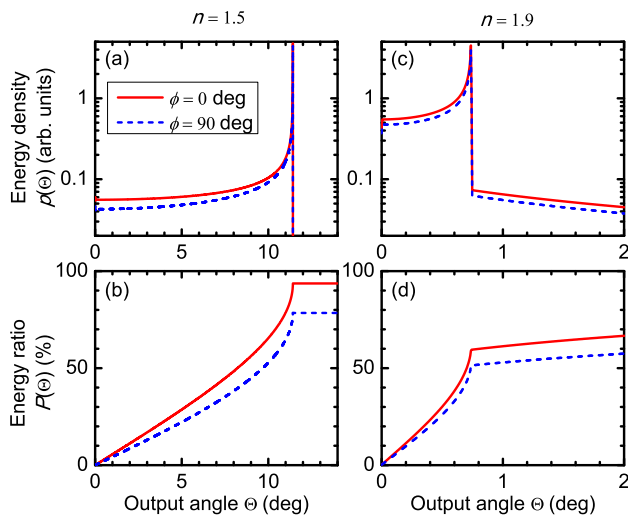 n = 1.5
n = 1.9
(a)
(c)
Energy density
p(Θ) (arb. units)
1
0.1
ϕ = 0 deg
ϕ = 90 deg
1
0.1
0 5 10
0 1 2
(b)
(d)
Energy ratio
P(Θ) (%)
100
50
0
100
50
0
0 5 10
0 1 2
Output angle Θ (deg)
Output angle Θ (deg)